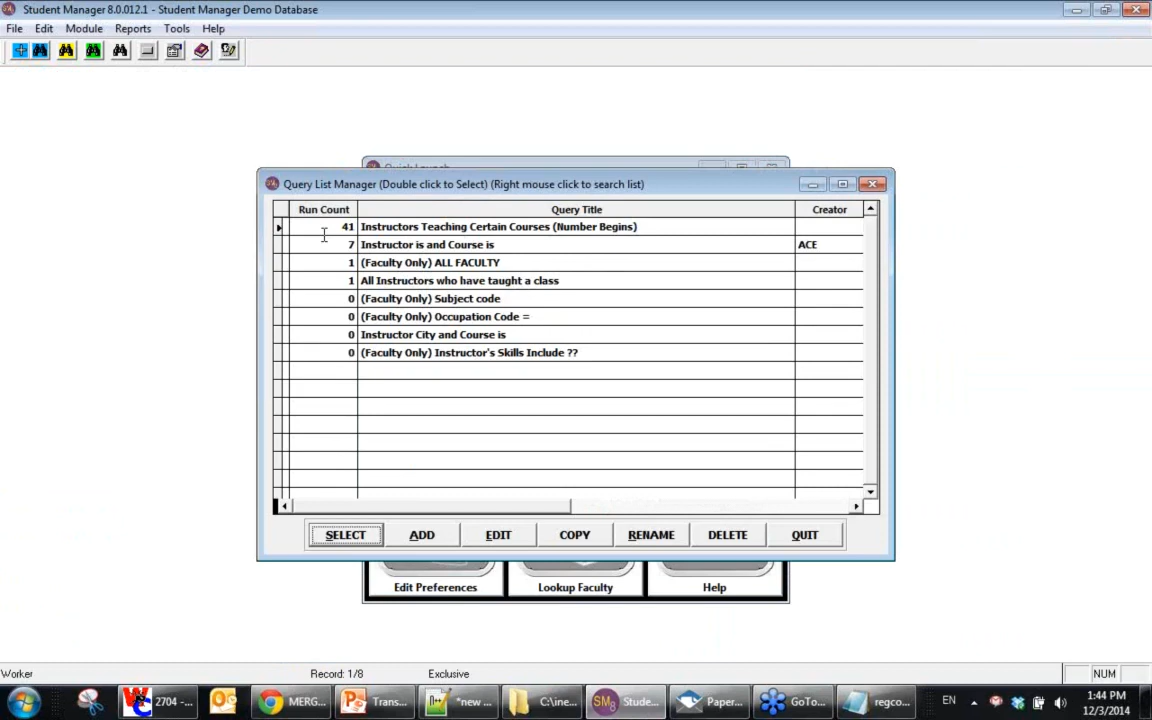 Student Manager 8.0.012.1 - Student Manager Demo Database
File Edit Module Reports Tools Help
Query List Manager (Double click to Select) (Right mouse click to search list)
Run Count Query Title Creator
41 Instructors Teaching Certain Courses (Number Begins)
7 Instructor is and Course is ACE
1 (Faculty Only) ALL FACULTY
1 All Instructors who have taught a class
0 (Faculty Only) Subject code
0 (Faculty Only) Occupation Code =
0 Instructor City and Course is
0 (Faculty Only) Instructor's Skills Include ??
SELECT ADD EDIT COPY RENAME DELETE QUIT
Edit Preferences Lookup Faculty Help
Worker Record: 1/8 Exclusive NUM
2704 -... MERG... Trans... *new ... C:\ine... Stude... Paper... GoTo... regco... EN 1:44 PM
12/3/2014